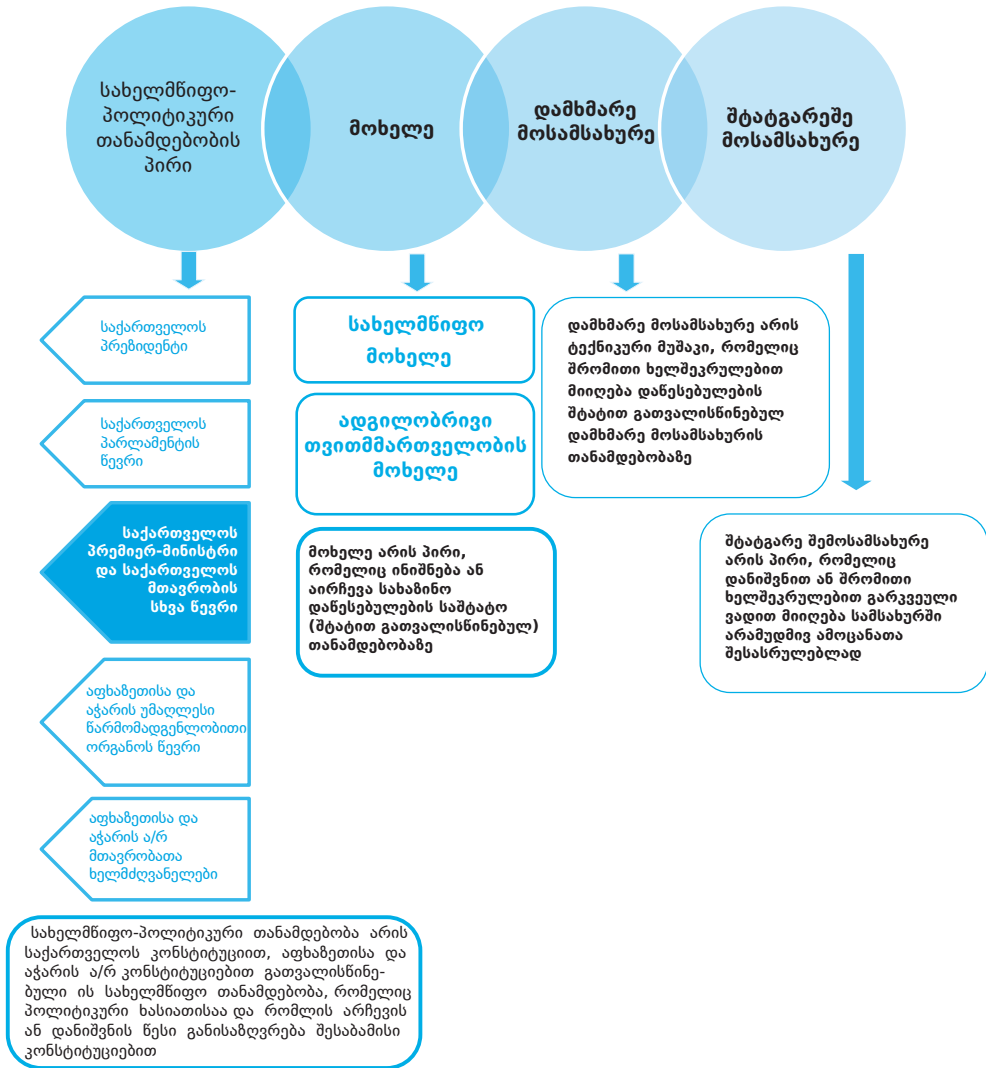 სახელმწიფო-
პოლიტიკური
თანამდებობის
პირი
მოხელე
დამხმარე
მოსამსახურე
შტატგარეშე
მოსამსახურე
საქართველოს
პრეზიდენტი
საქართველოს
პარლამენტის
წევრი
საქართველოს
პრემიერ-მინისტრი
და საქართველოს
მთავრობის
სხვა წევრი
აფხაზეთისა და
აჭარის უმაღლესი
წარმომადგენლობითი
ორგანოს წევრი
აფხაზეთისა და
აჭარის ა/რ
მთავრობათა
ხელმძღვანელები
სახელმწიფო-პოლიტიკური თანამდებობა არის
საქართველოს კონსტიტუციით, აფხაზეთისა და
აჭარის ა/რ კონსტიტუციებით გათვალისწინე-
ბული ის სახელმწიფო თანამდებობა, რომელიც
პოლიტიკური ხასიათისაა და რომლის არჩევის
ან დანიშვნის წესი განისაზღვრება შესაბამისი
კონსტიტუციებით
სახელმწიფო
მოხელე
ადგილობრივი
თვითმმართველობის
მოხელე
მოხელე არის პირი,
რომელიც ინიშნება ან
აირჩევა სახაზინო
დაწესებულების საშტატო
(შტატით გათვალისწინებულ)
თანამდებობაზე
დამხმარე მოსამსახურე არის
ტექნიკური მუშაკი, რომელიც
შრომითი ხელშეკრულებით
მიიღება დაწესებულების
შტატით გათვალისწინებულ
დამხმარე მოსამსახურის
თანამდებობაზე
შტატგარე შემოსამსახურე
არის პირი, რომელიც
დანიშვნით ან შრომითი
ხელშეკრულებით გარკვეული
ვადით მიიღება სამსახურში
არამუდმივ ამოცანათა
შესასრულებლად